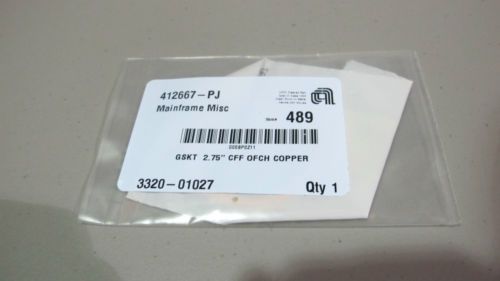 412667-PJ
Mainframe Misc
489
GSKT 2.75" CFF OFCH COPPER
3320-01027
Qty 1